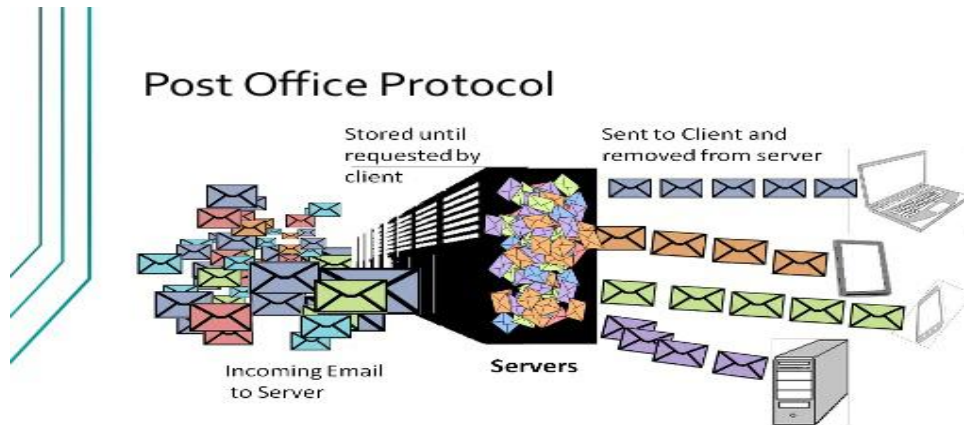 Post Office Protocol
Stored until
requested by
client
Sent to Client and
removed from server
Incoming Email
to Server
Servers